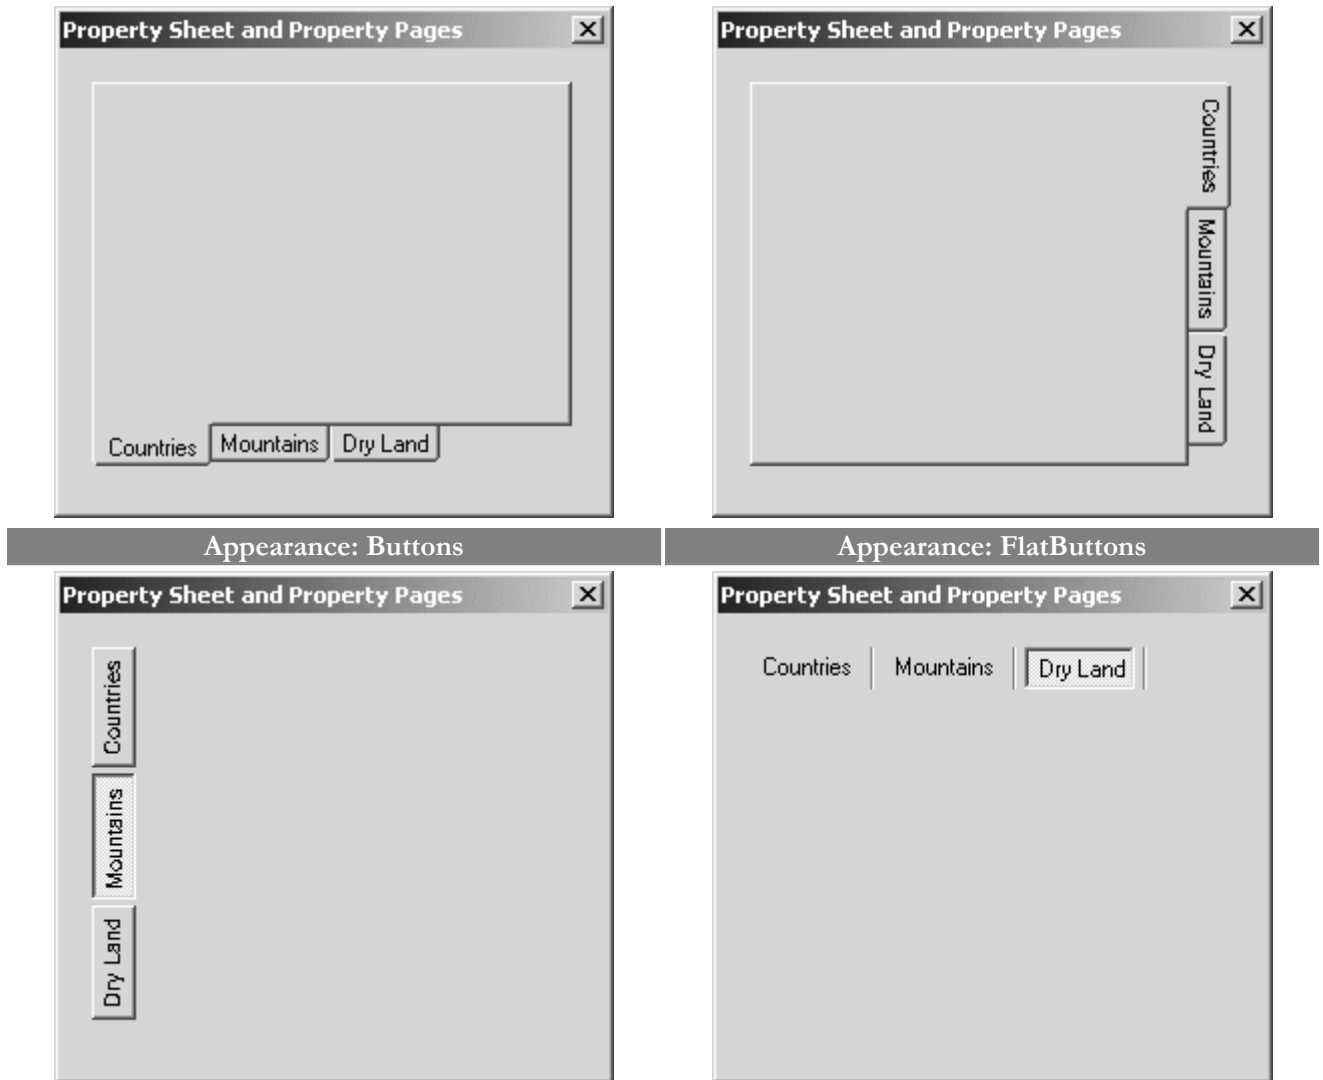 Property Sheet and Property Pages
Countries
Mountains
Dry Land
Property Sheet and Property Pages
Countries
Mountains
Dry Land
Appearance: Buttons
Appearance: FlatButtons
Property Sheet and Property Pages
Countries
Mountains
Dry Land
Property Sheet and Property Pages
Countries
Mountains
Dry Land